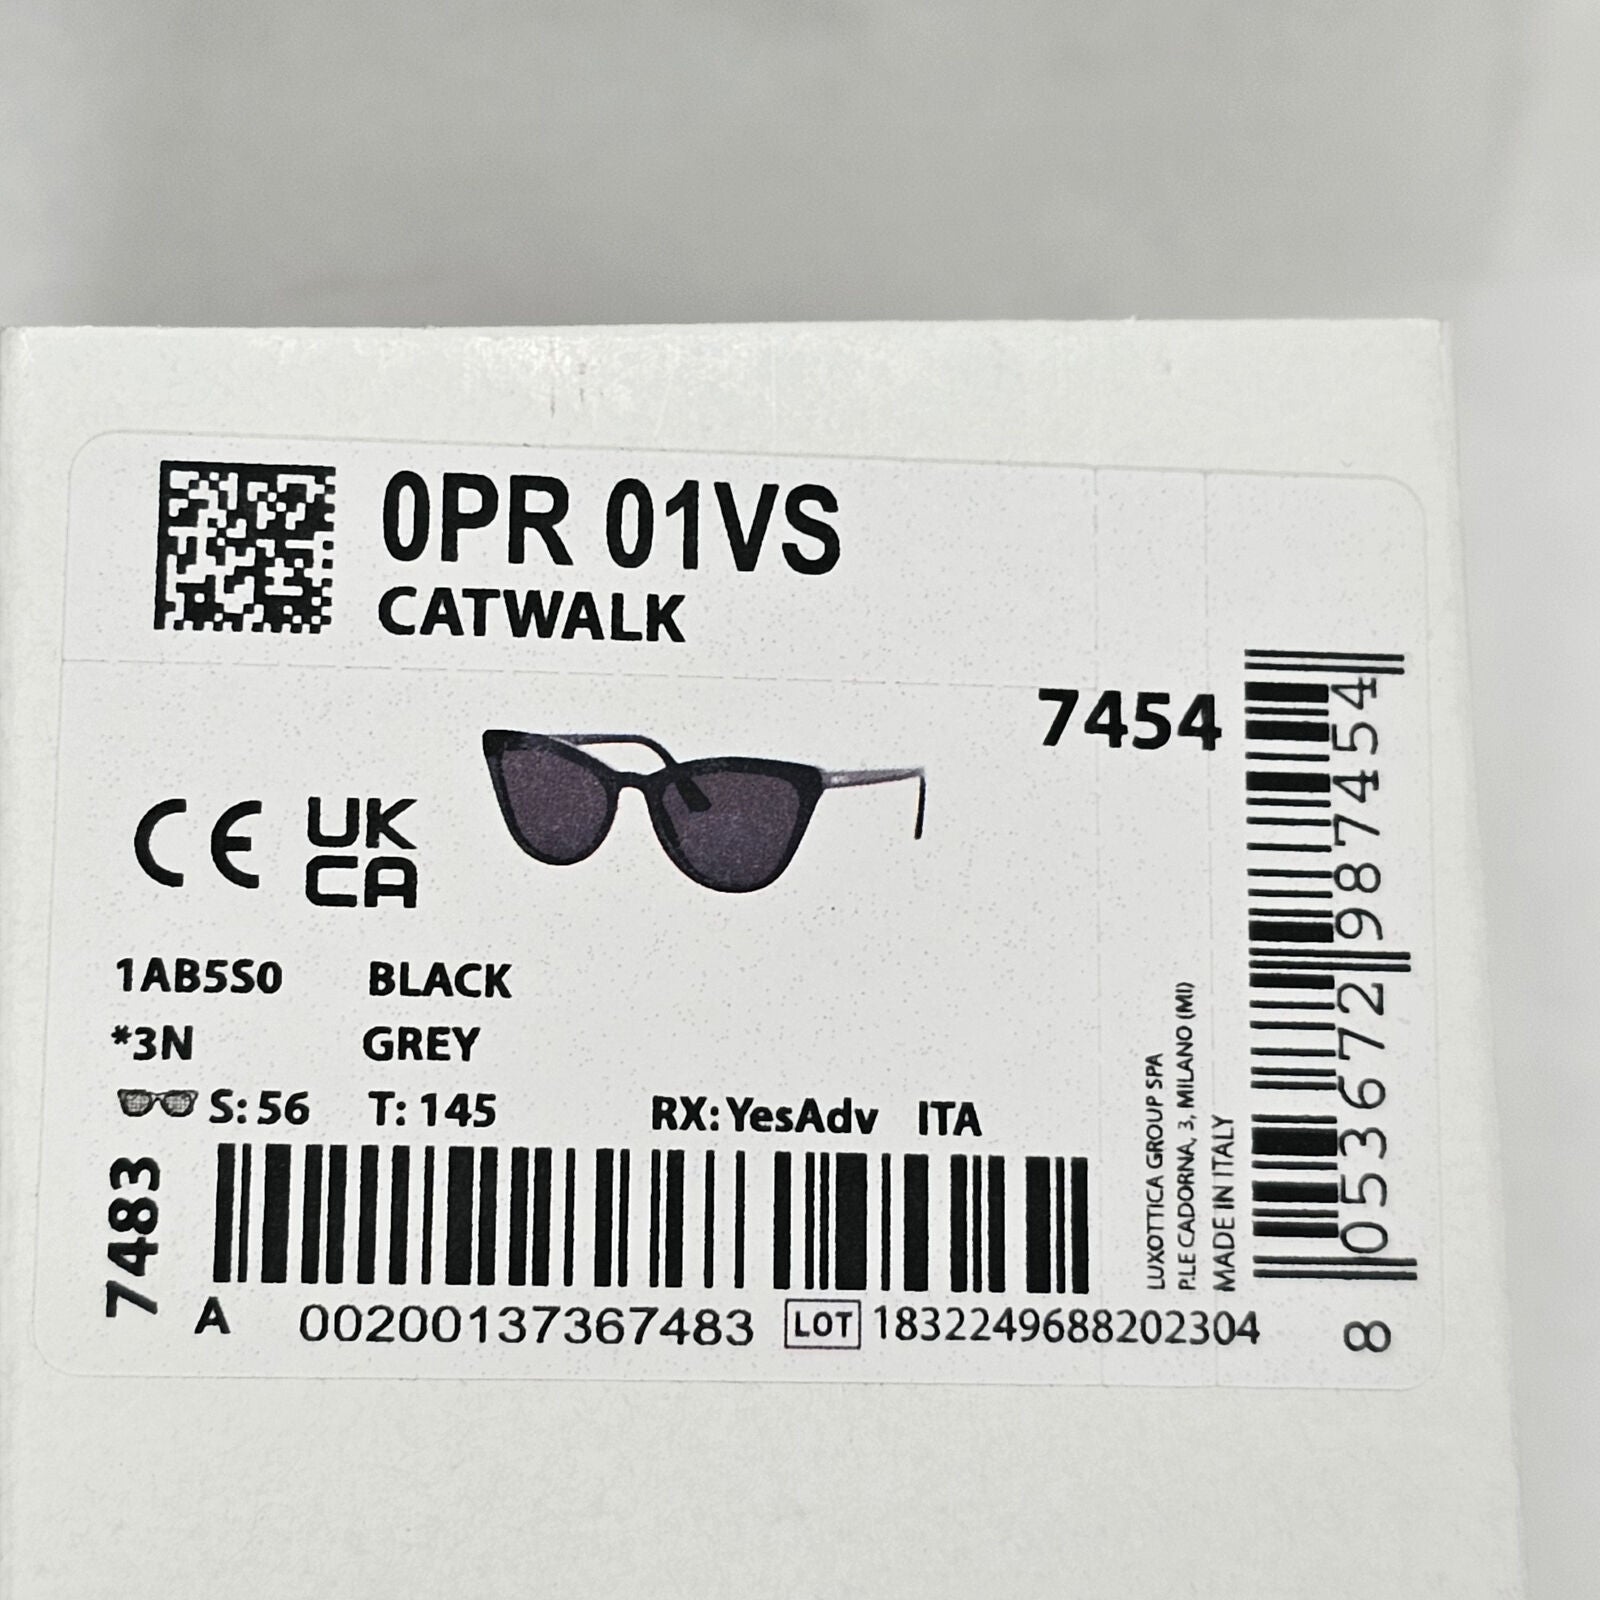 0PR 01VS
CATWALK
7454
CE UK
CA
1AB5S0 BLACK
*3N GREY
S: 56 T: 145 RX: YesAdv ITA
7483
A 00200137367483 LOT 1832249688202304
LUXOTTICA GROUP SPA
P.LE CADORNA, 3, MILANO (MI)
MADE IN ITALY
8 053672 987454